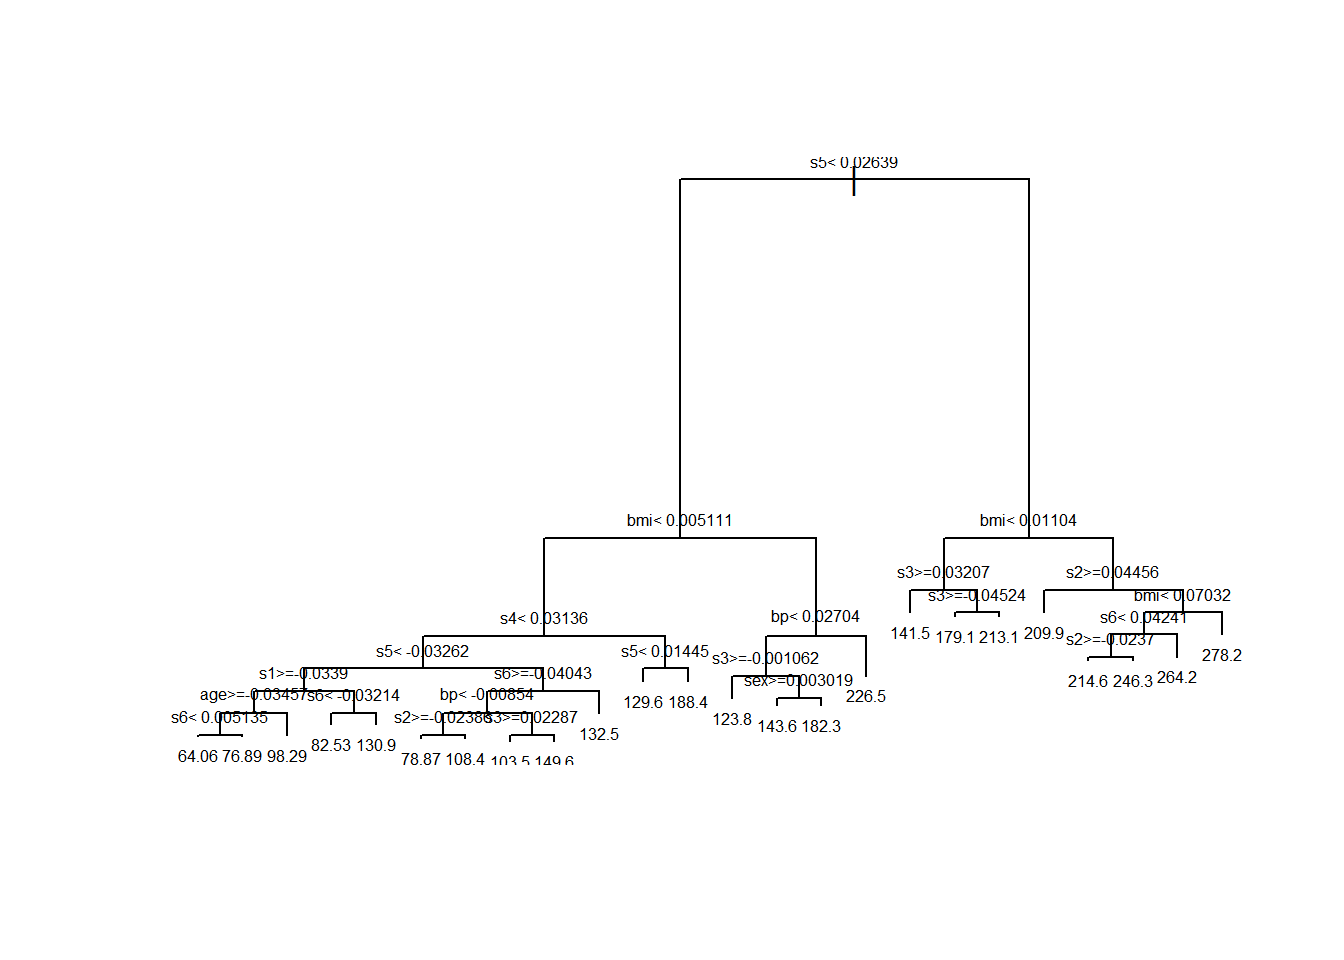 s5< 0.02639
bmi< 0.005111
bmi< 0.01104
s3>=0.03207
s2>=0.04456
s3>=-0.04524
bmi< 0.07032
s4< 0.03136
bp< 0.02704
s6< 0.04241
141.5 179.1 213.1 209.9
s2>=-0.0237
s5< -0.03262
s5< 0.01445
s3>=-0.001062
278.2
s1>=-0.0339
s6>=-0.04043
sex>=0.003019
214.6 246.3 264.2
age>=-0.03457
s6< -0.03214
bp< -0.00854
129.6 188.4
226.5
s6< 0.005135
s2>=-0.02386
s3>=0.02287
123.8
143.6 182.3
132.5
82.53 130.9
64.06 76.89 98.29
78.87 108.4
103.5 149.6